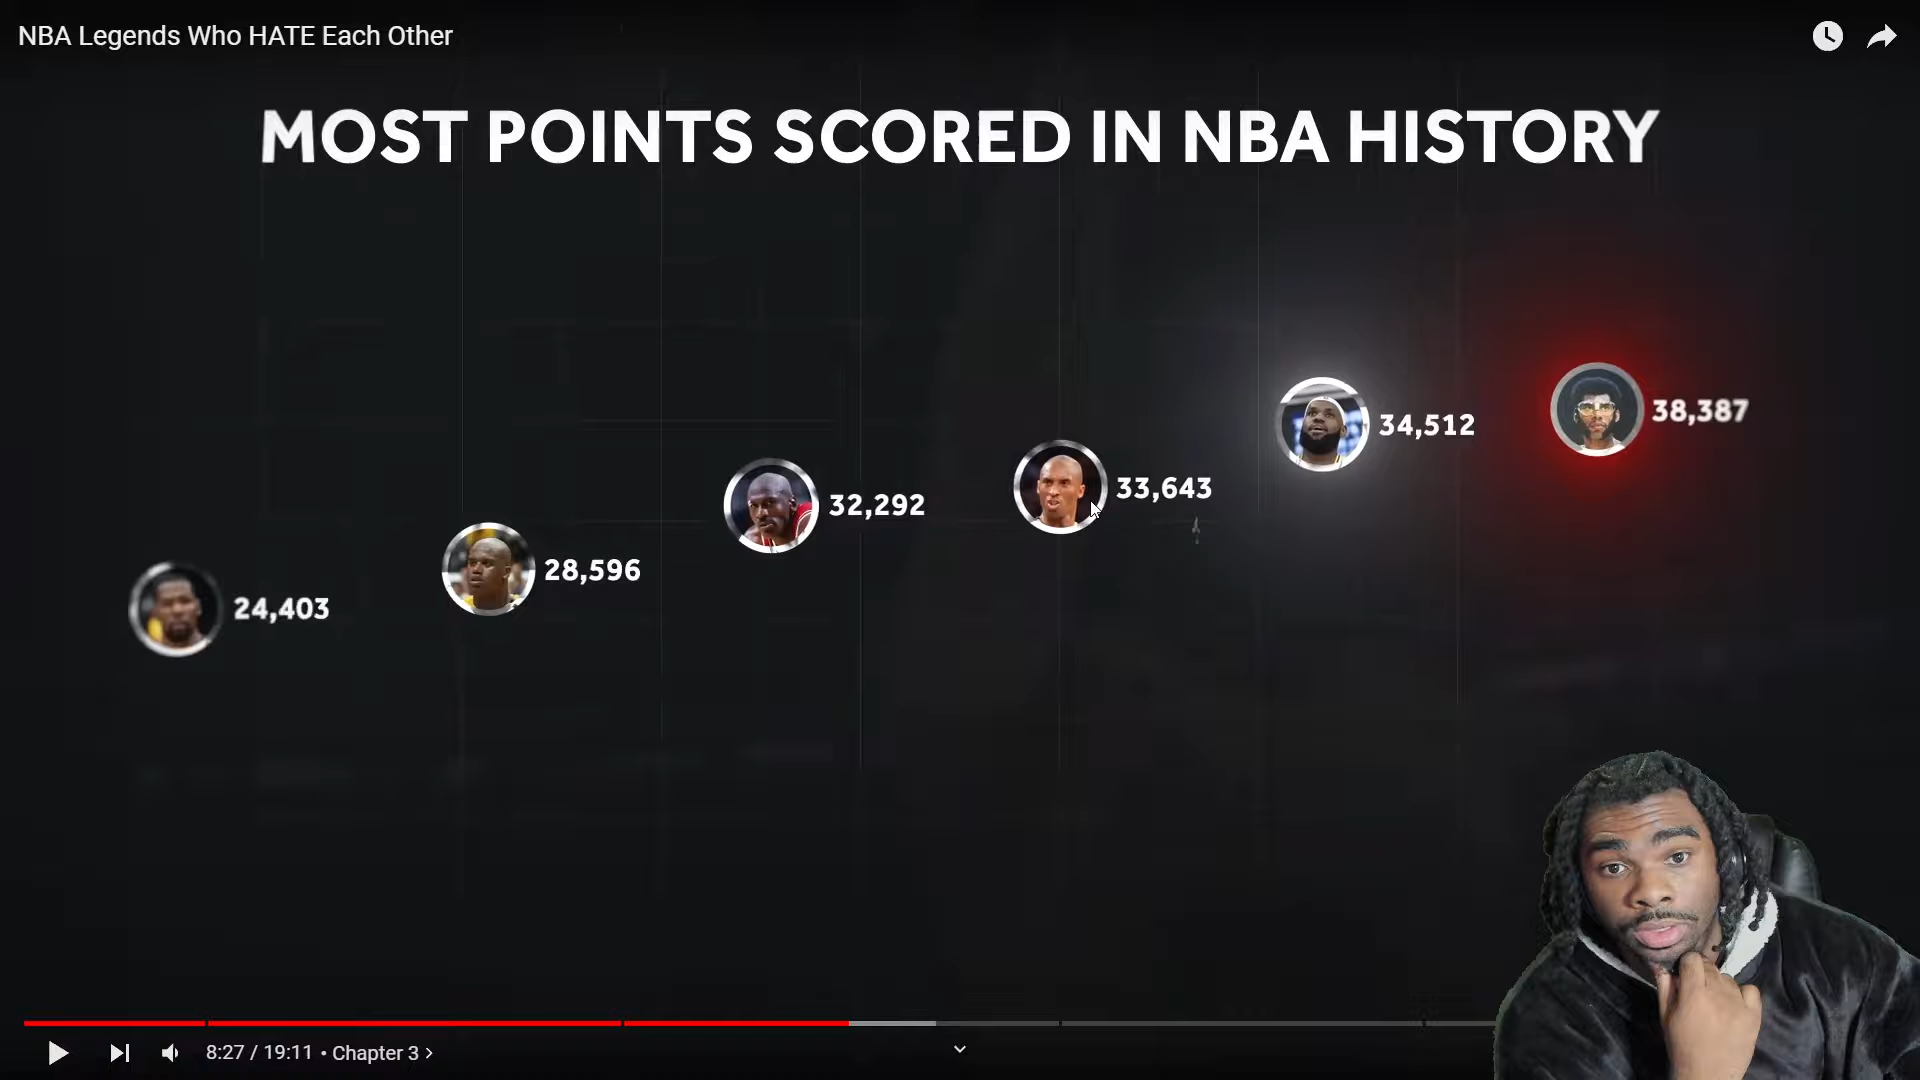 NBA Legends Who HATE Each Other
MOST POINTS SCORED IN NBA HISTORY
38,387
34,512
33,643
32,292
28,596
24,403
8:27 / 19:11 • Chapter 3